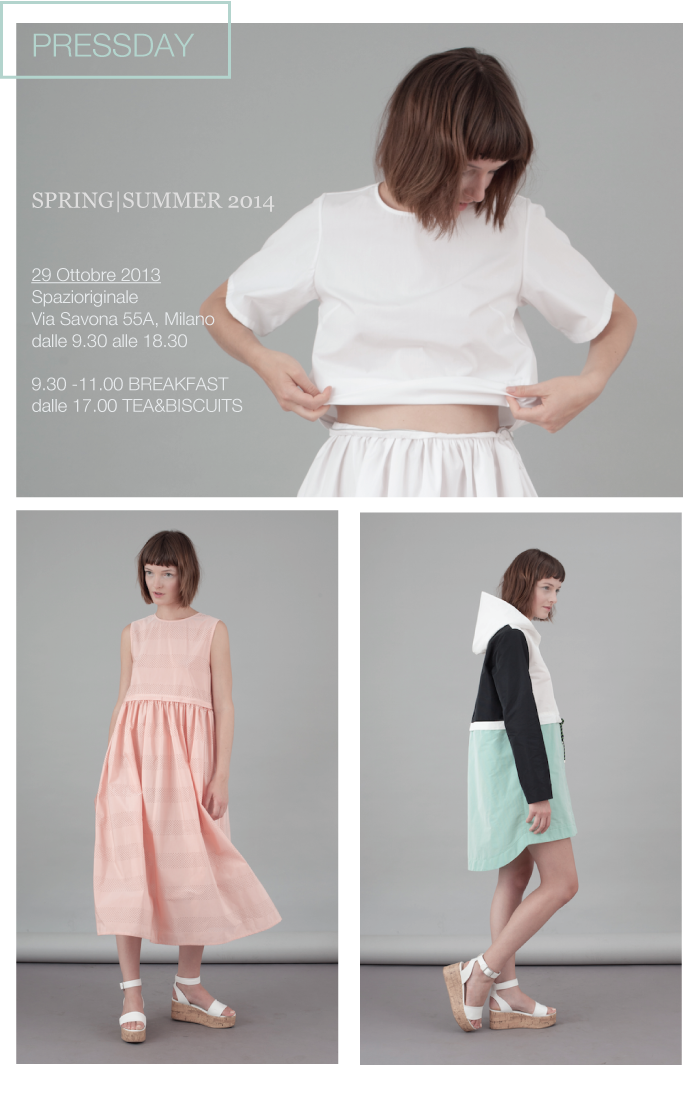 PRESSDAY
SPRING|SUMMER 2014
29 Ottobre 2013
Spazioriginale
Via Savona 55A, Milano
dalle 9.30 alle 18.30
9.30 -11.00 BREAKFAST
dalle 17.00 TEA&BISCUITS